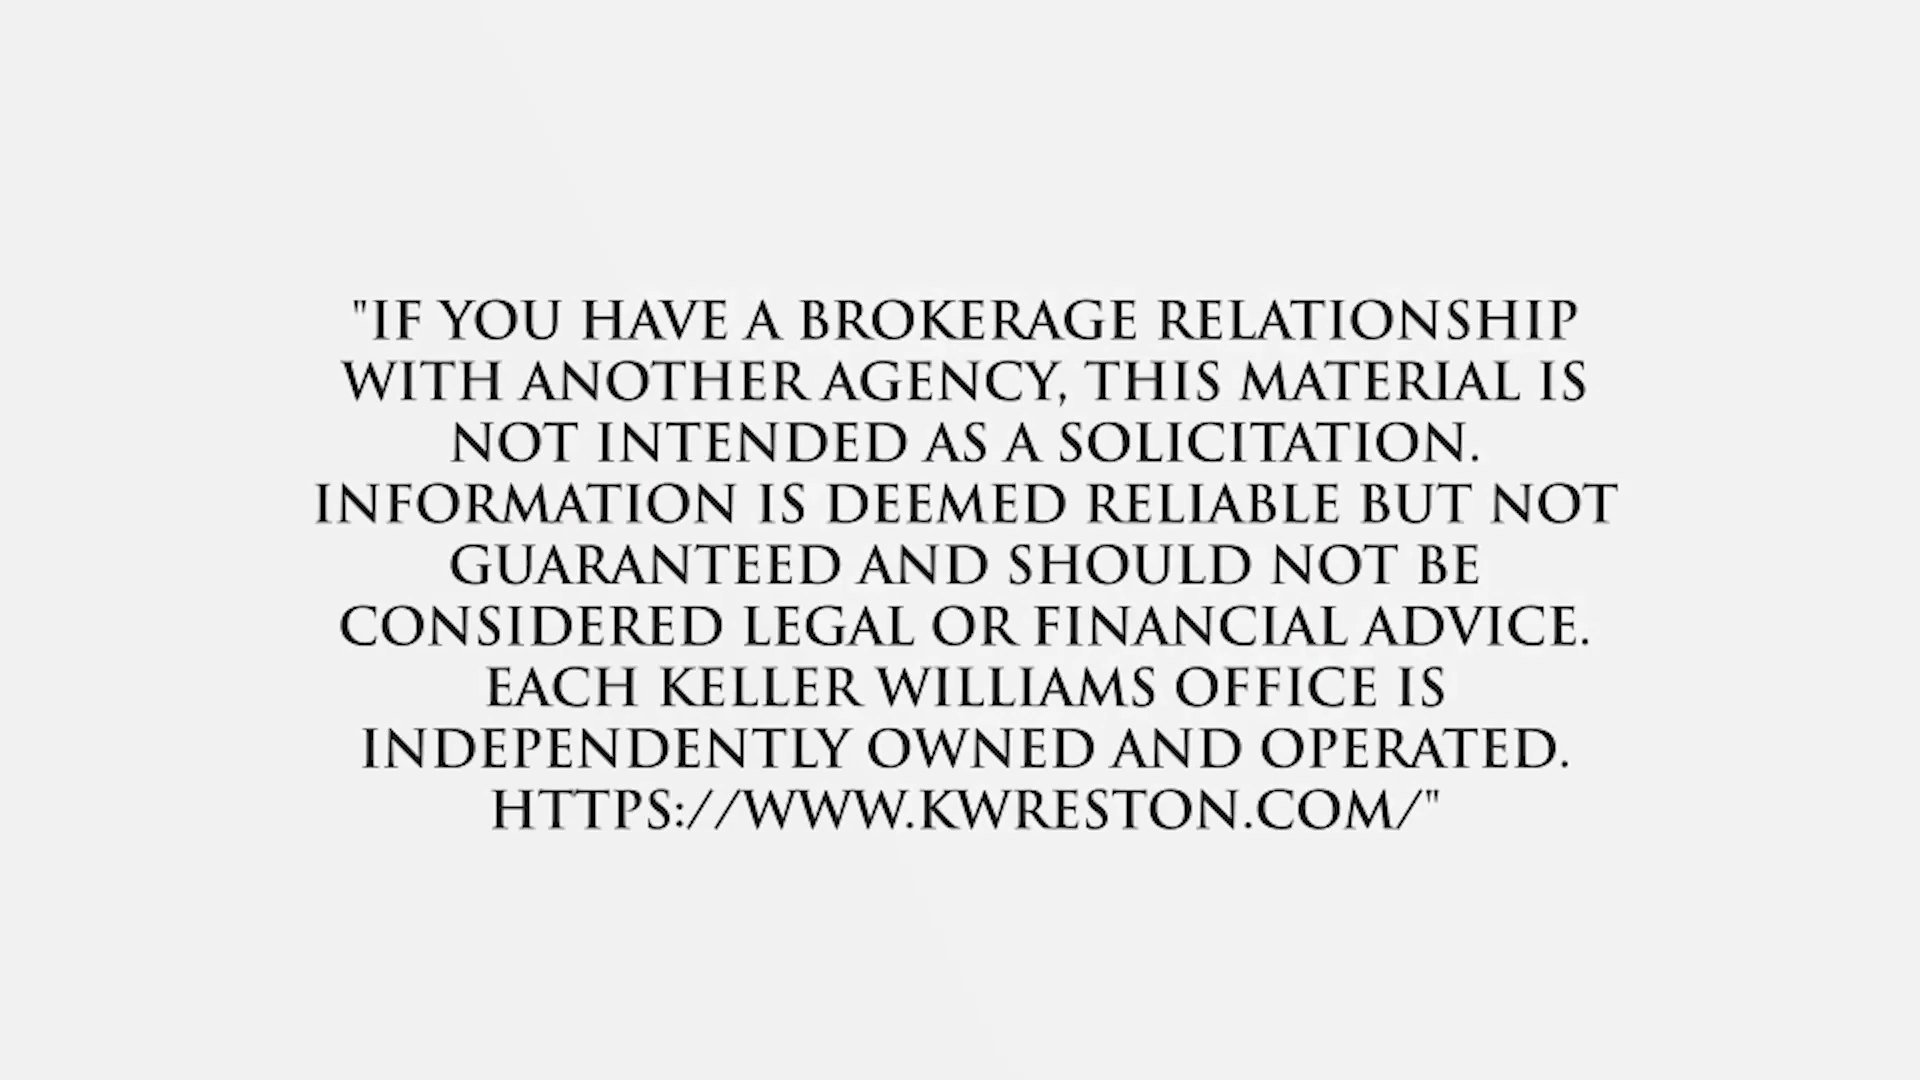 "IF YOU HAVE A BROKERAGE RELATIONSHIP
WITH ANOTHER AGENCY, THIS MATERIAL IS
NOT INTENDED AS A SOLICITATION.
INFORMATION IS DEEMED RELIABLE BUT NOT
GUARANTEED AND SHOULD NOT BE
CONSIDERED LEGAL OR FINANCIAL ADVICE.
EACH KELLER WILLIAMS OFFICE IS
INDEPENDENTLY OWNED AND OPERATED.
HTTPS://WWW.KWRESTON.COM/"